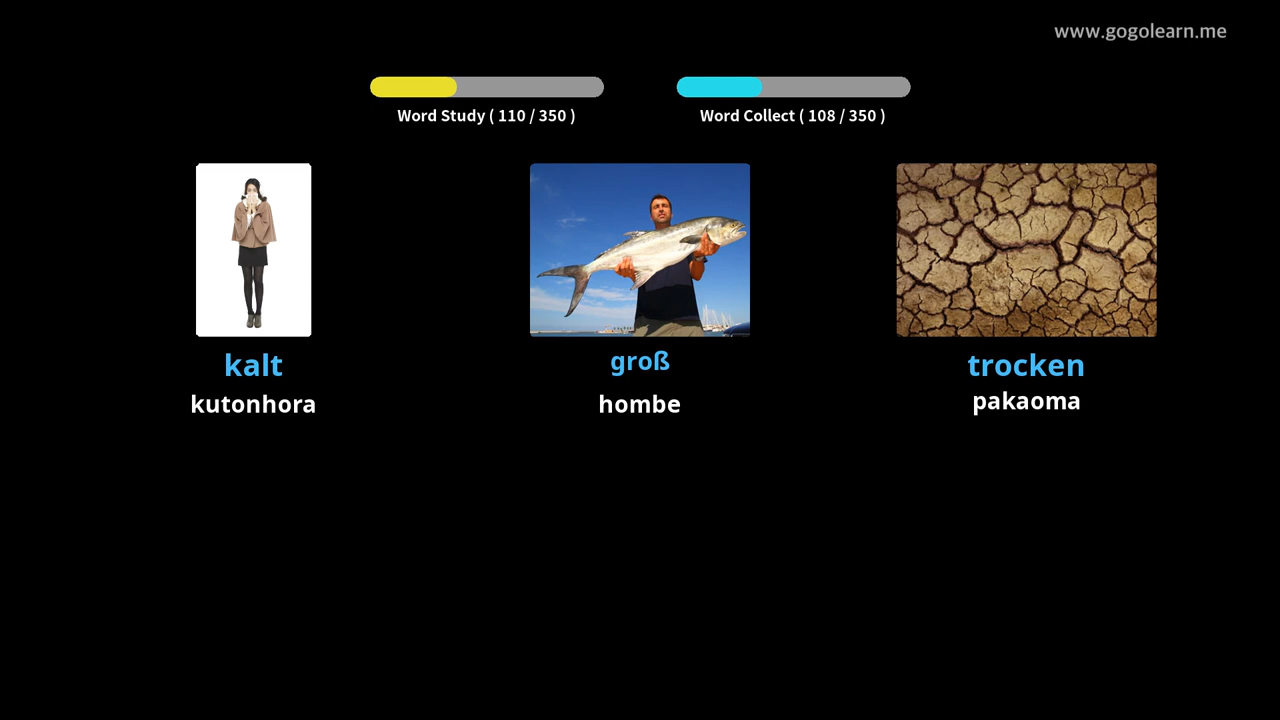 www.gogolearn.me
Word Study ( 110 / 350 )
Word Collect ( 108 / 350 )
kalt
kutonhora
groß
hombe
trocken
pakaoma